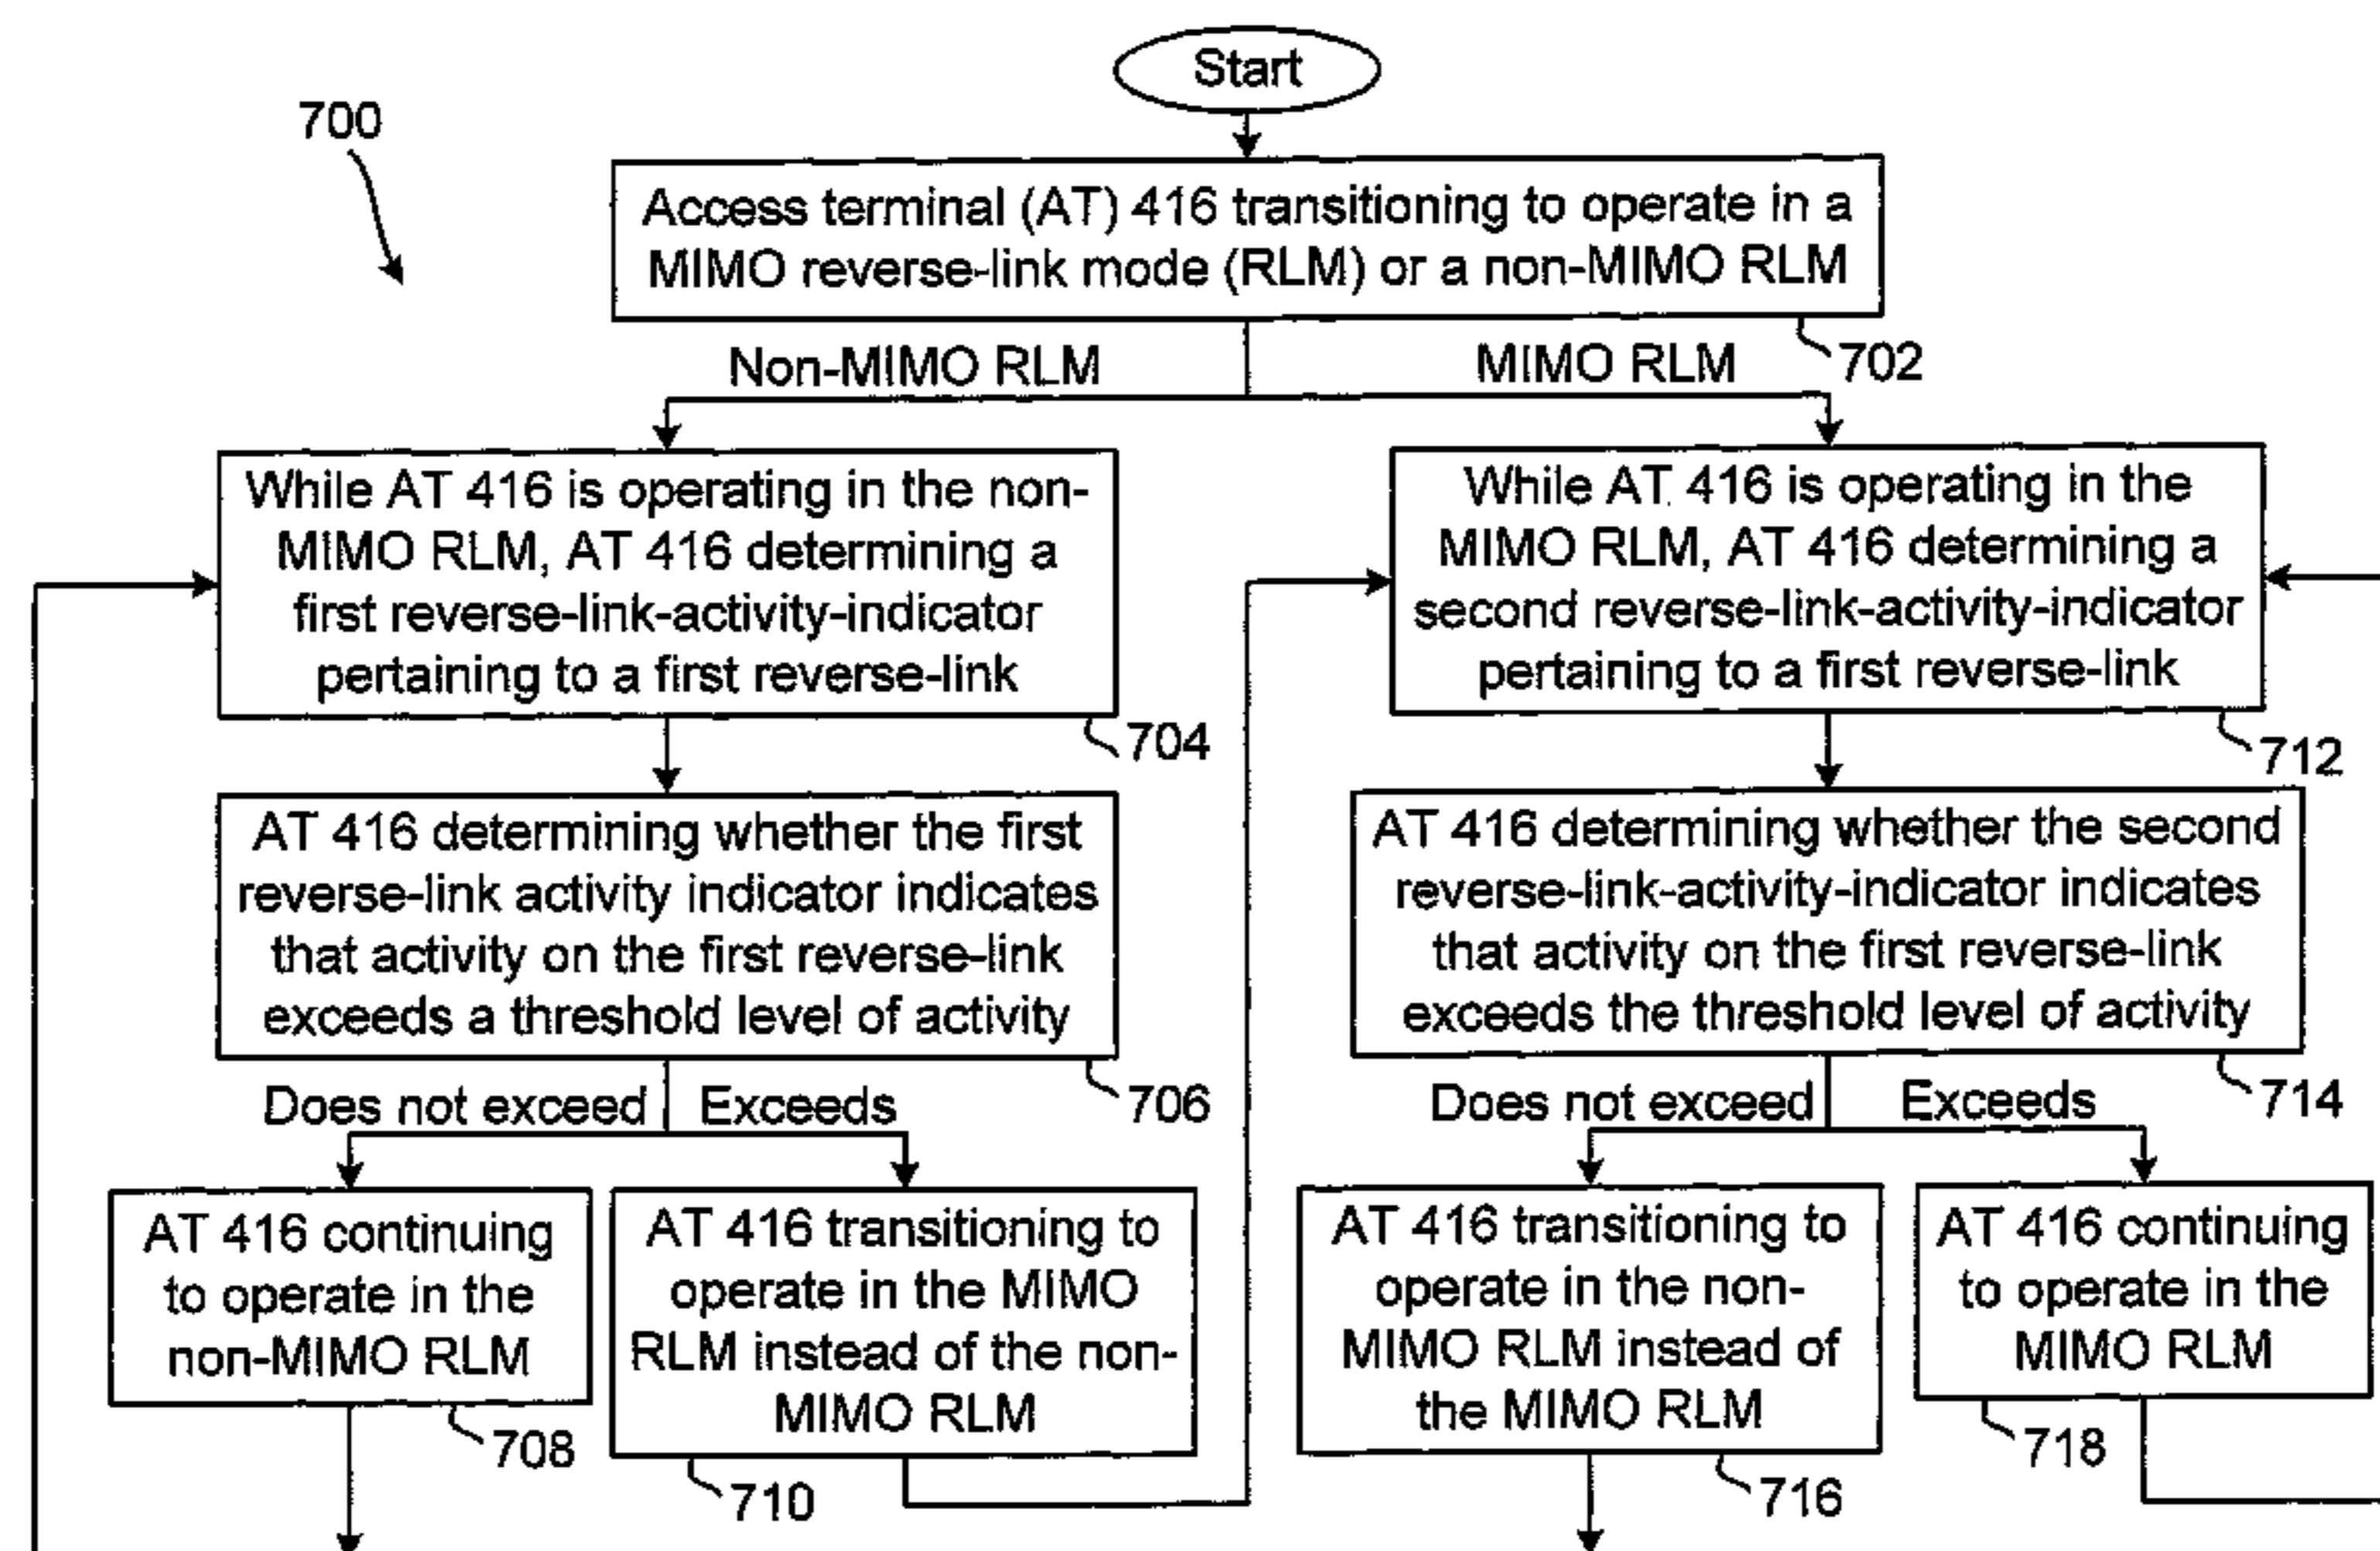 Start
700
Access terminal (AT) 416 transitioning to operate in a
MIMO reverse-link mode (RLM) or a non-MIMO RLM
702
Non-MIMO RLM
MIMO RLM
While AT 416 is operating in the non-
MIMO RLM, AT 416 determining a
first reverse-link-activity-indicator
pertaining to a first reverse-link
704
While AT 416 is operating in the
MIMO RLM, AT 416 determining a
second reverse-link-activity-indicator
pertaining to a first reverse-link
712
AT 416 determining whether the first
reverse-link activity indicator indicates
that activity on the first reverse-link
exceeds a threshold level of activity
706
AT 416 determining whether the second
reverse-link-activity-indicator indicates
that activity on the first reverse-link
exceeds the threshold level of activity
714
Does not exceed
Exceeds
Does not exceed
Exceeds
AT 416 continuing
to operate in the
non-MIMO RLM
708
AT 416 transitioning to
operate in the MIMO
RLM instead of the non-
MIMO RLM
710
AT 416 transitioning to
operate in the non-
MIMO RLM instead of
the MIMO RLM
716
AT 416 continuing
to operate in the
MIMO RLM
718